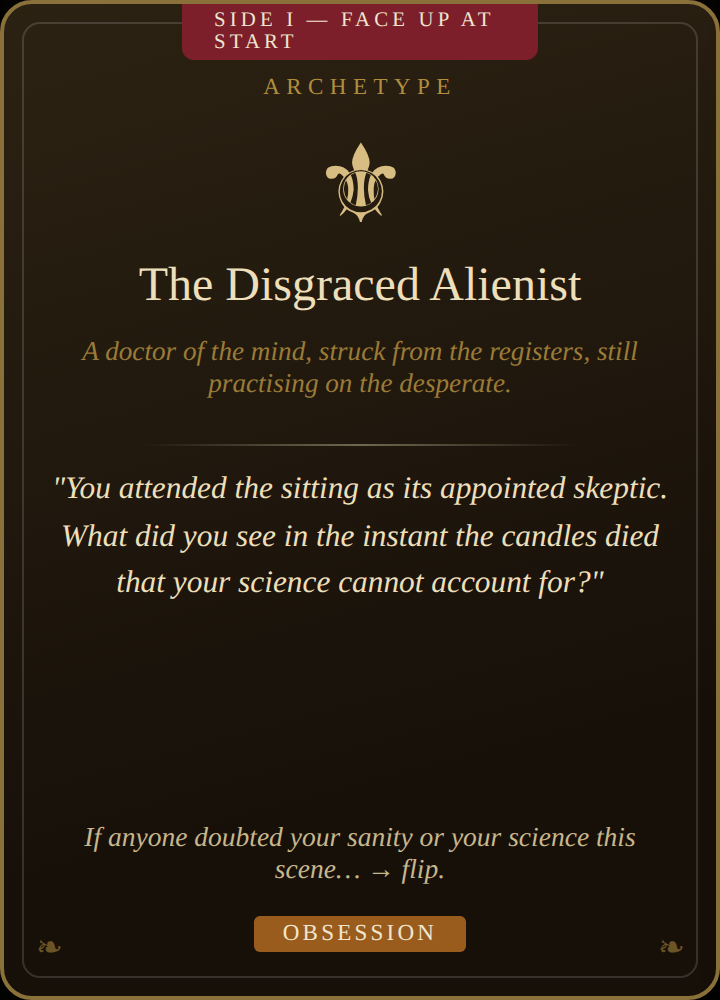 SIDE I — FACE UP AT
START
ARCHETYPE
The Disgraced Alienist
A doctor of the mind, struck from the registers, still
practising on the desperate.
"You attended the sitting as its appointed skeptic.
What did you see in the instant the candles died
that your science cannot account for?"
If anyone doubted your sanity or your science this
scene… → flip.
OBSESSION